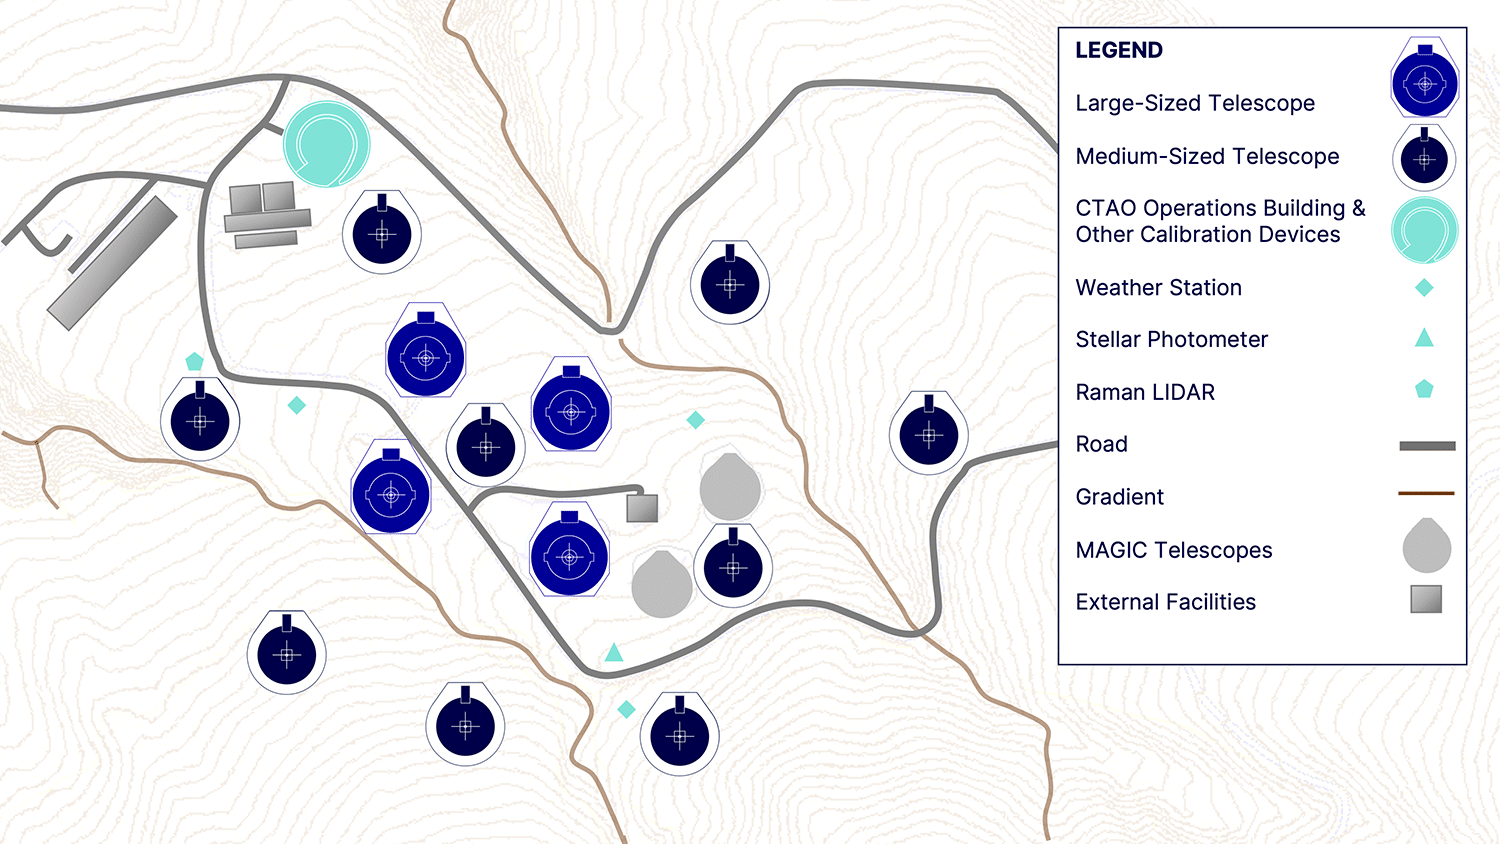 LEGEND
Large-Sized Telescope
Medium-Sized Telescope
CTAO Operations Building &
Other Calibration Devices
Weather Station
Stellar Photometer
Raman LIDAR
Road
Gradient
MAGIC Telescopes
External Facilities